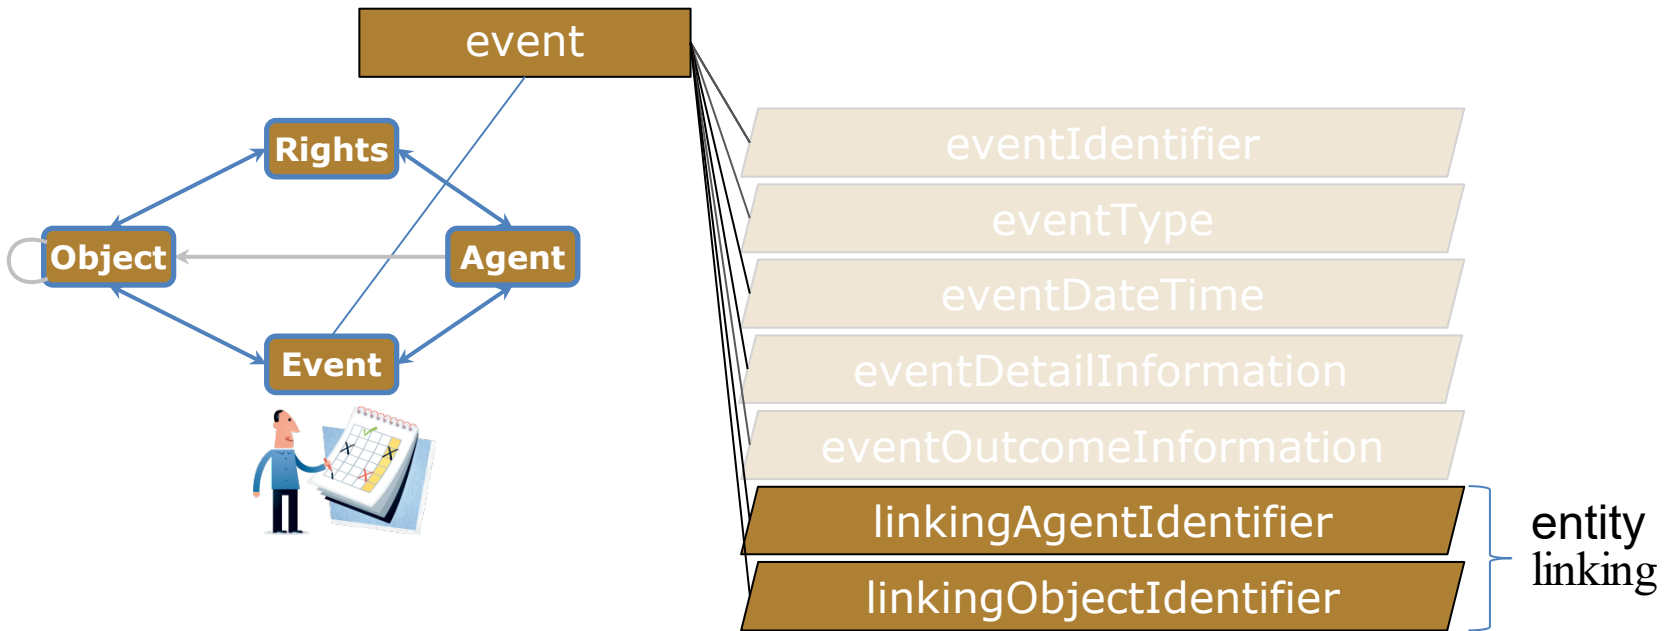 event
Rights
Object
Agent
Event
eventIdentifier
eventType
eventDateTime
eventDetailInformation
eventOutcomeInformation
linkingAgentIdentifier
linkingObjectIdentifier
entity
linking